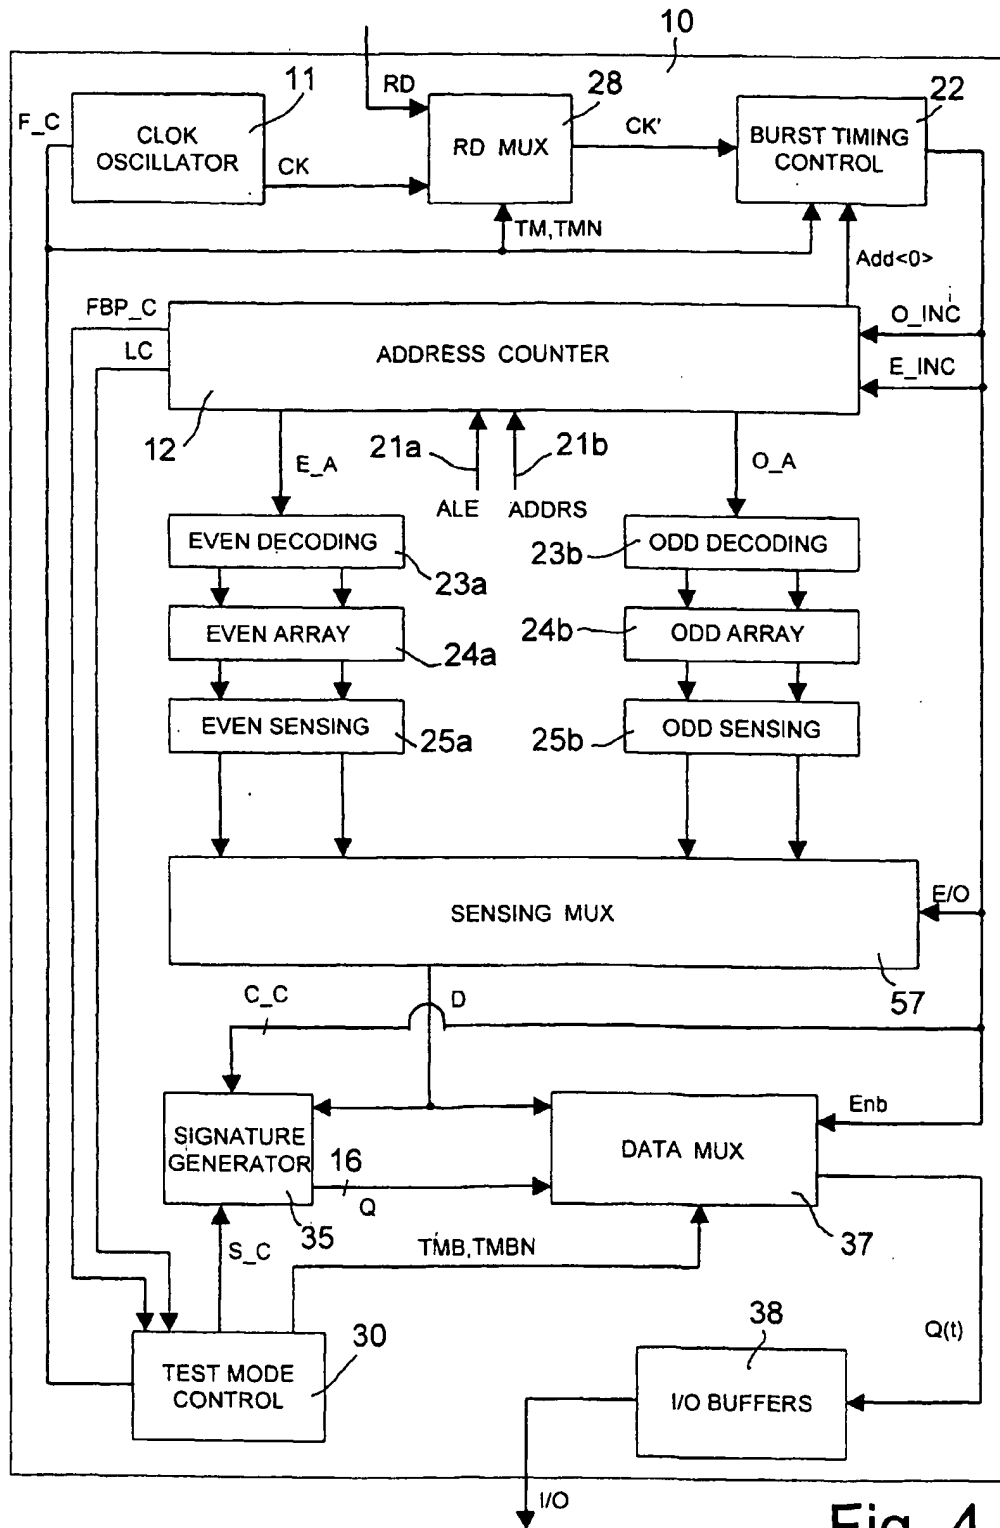 10
11
RD
28
22
F_C
CLOK
OSCILLATOR
CK
RD MUX
CK'
BURST TIMING
CONTROL
TM,TMN
Add<0>
FBP_C
LC
ADDRESS COUNTER
O_INC
E_INC
12
E_A
21a
21b
O_A
ALE
ADDRS
EVEN DECODING
23a
23b
ODD DECODING
EVEN ARRAY
24a
24b
ODD ARRAY
EVEN SENSING
25a
25b
ODD SENSING
SENSING MUX
E/O
57
C_C
D
SIGNATURE
GENERATOR
16
Q
35
DATA MUX
Enb
37
S_C
TMB,TMBN
Q(t)
TEST MODE
CONTROL
30
38
I/O BUFFERS
I/O
Fig. 4